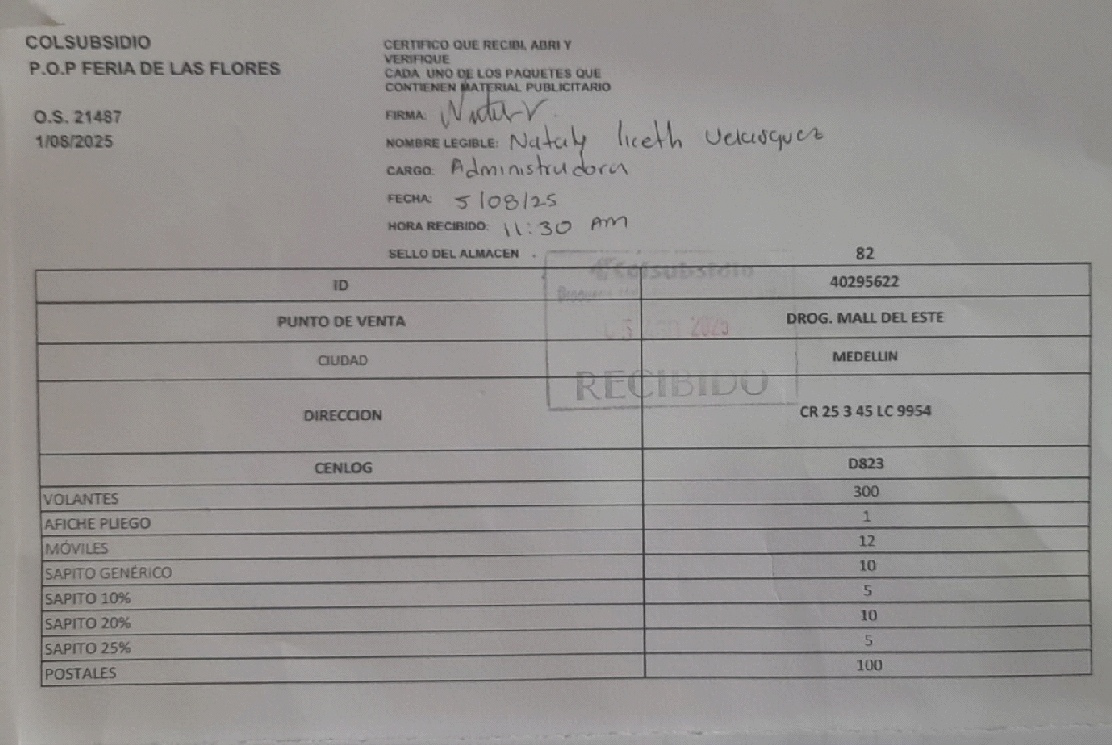 COLSUBSIDIO
P.O.P FERIA DE LAS FLORES
O.S. 21487
1/08/2025
CERTIFICO QUE RECIBI, ABRI Y
VERIFIQUE
CADA UNO DE LOS PAQUETES QUE
CONTIENEN MATERIAL PUBLICITARIO
FIRMA:
NOMBRE LEGIBLE: Nataly liceth Velasquez
CARGO: Administradora
FECHA: 5/08/25
HORA RECIBIDO: 11:30 AM
SELLO DEL ALMACEN 82
Colsubsidio
2025
RECIBIDO
ID 40295622
PUNTO DE VENTA DROG. MALL DEL ESTE
CIUDAD MEDELLIN
DIRECCION CR 25 3 45 LC 9954
CENLOG D823
VOLANTES 300
AFICHE PLIEGO 1
MÓVILES 12
SAPITO GENÉRICO 10
SAPITO 10% 5
SAPITO 20% 10
SAPITO 25% 5
POSTALES 100